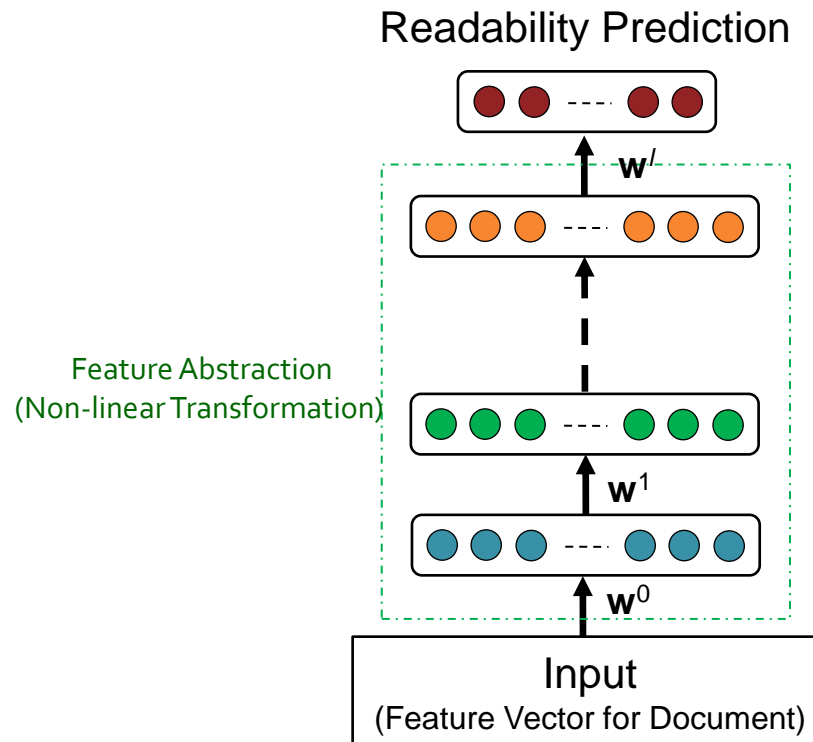 Readability Prediction
w^l
Feature Abstraction
(Non-linear Transformation)
w^1
w^0
Input
(Feature Vector for Document)